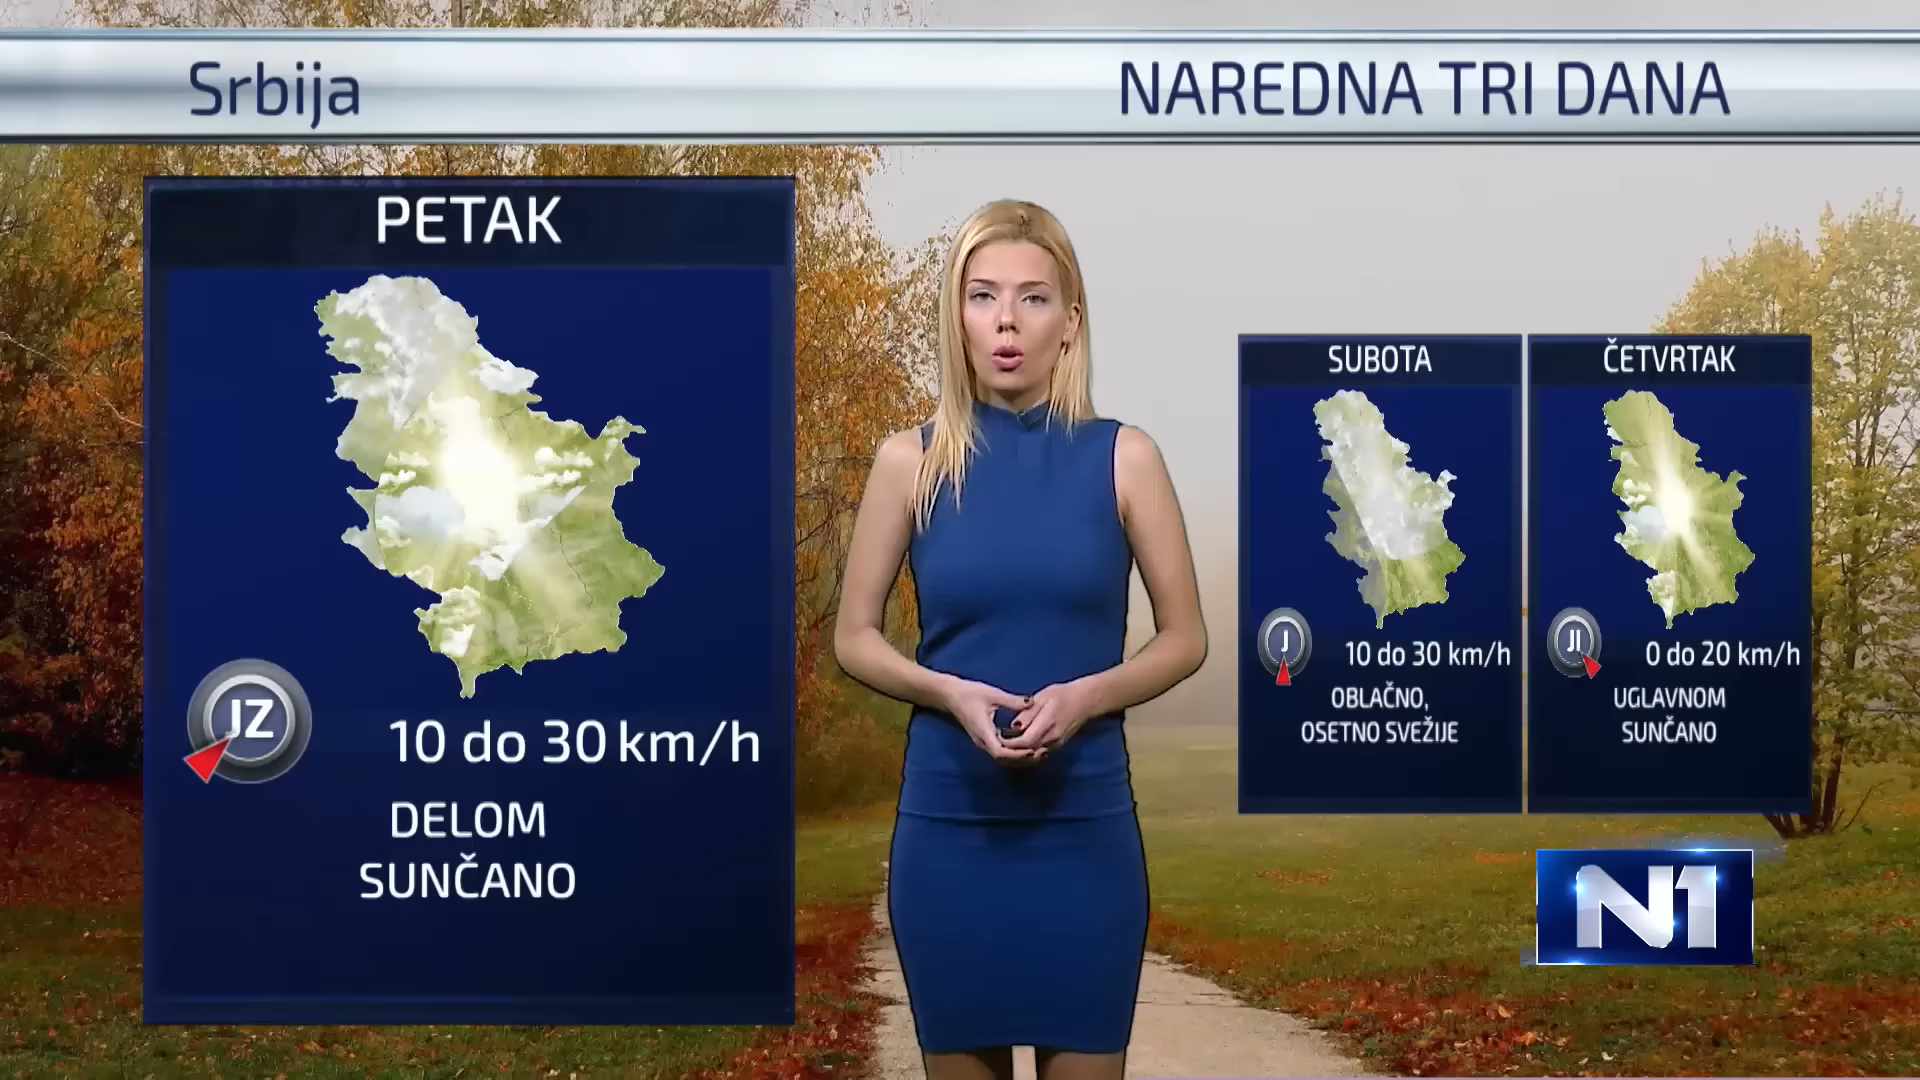 Srbija
NAREDNA TRI DANA
PETAK
JZ
10 do 30 km/h
DELOM
SUNČANO
SUBOTA
J
10 do 30 km/h
OBLAČNO,
OSETNO SVEŽIJE
ČETVRTAK
JI
0 do 20 km/h
UGLAVNOM
SUNČANO
N1